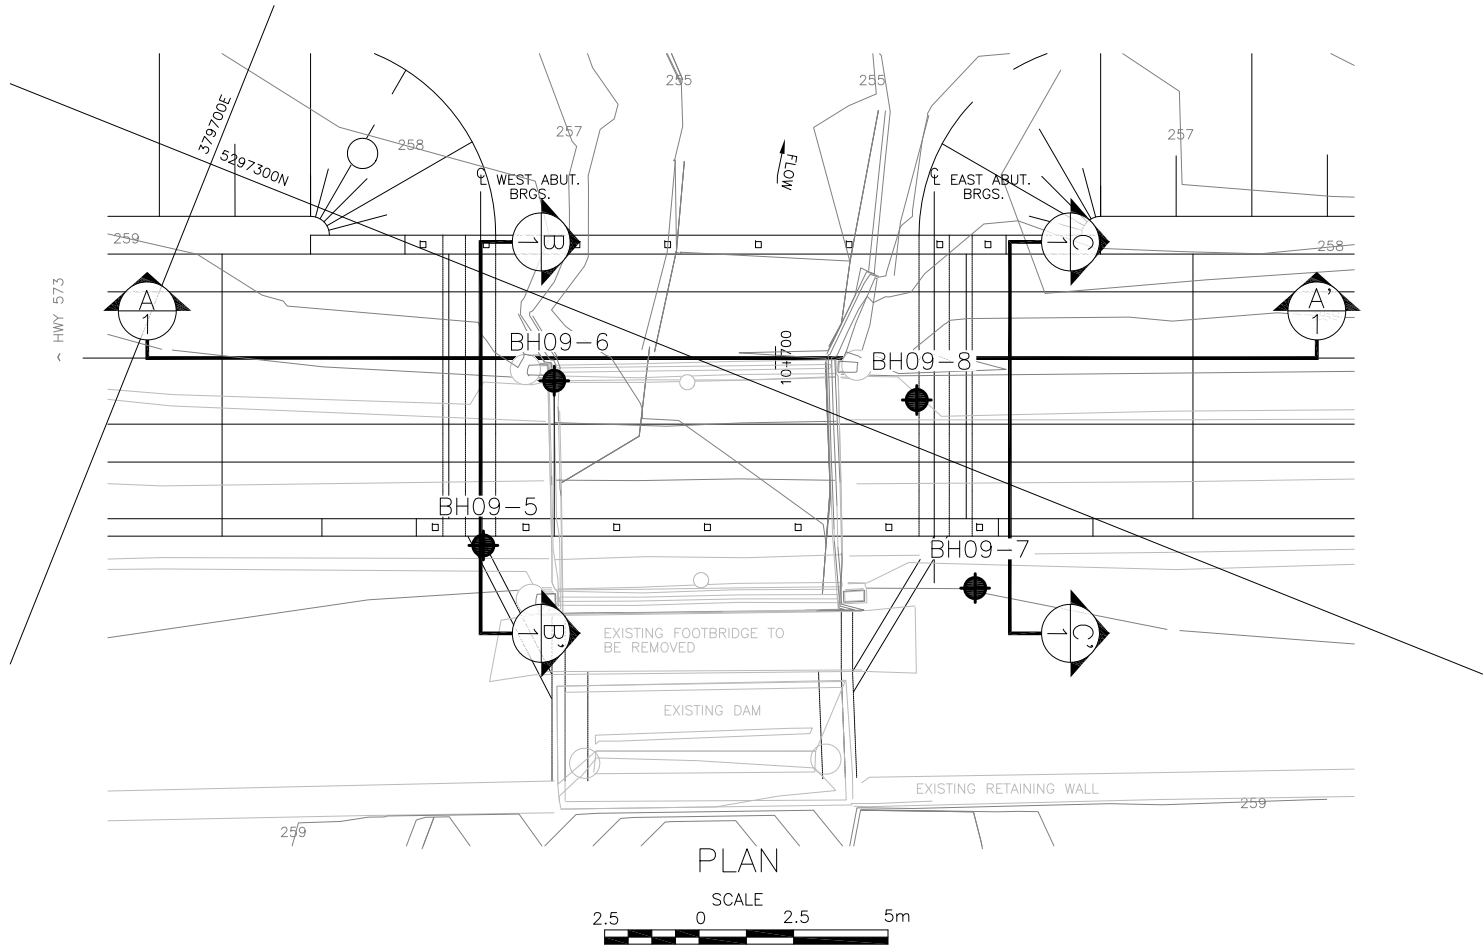 255
255
257
257
258
379700E
5297300N
FLOW
℄ WEST ABUT.
BRGS.
℄ EAST ABUT.
BRGS.
259
258
B
1
C
1
A
1
A'
1
< HWY 573
BH09-6
10+700
BH09-8
BH09-5
BH09-7
B'
1
C'
1
EXISTING FOOTBRIDGE TO
BE REMOVED
EXISTING DAM
EXISTING RETAINING WALL
259
259
PLAN
SCALE
2.5 0 2.5 5m